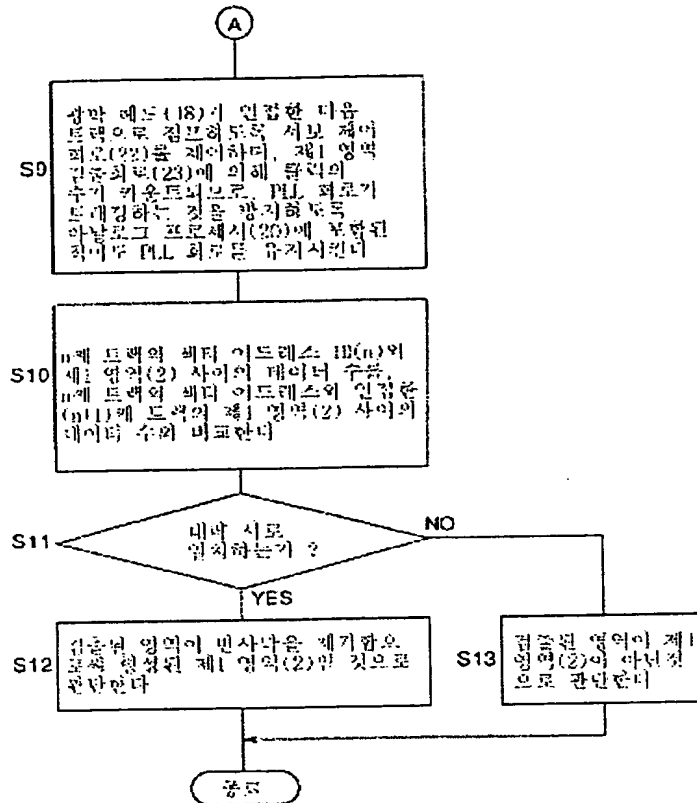 A
S9
광학 헤드(18)가 인접한 다음
트랙으로 점프하도록 서보 제어
회로(22)를 제어하며, 제1 영역
검출회로(23)에 의해 클럭의
수가 카운트되므로, PLL 회로가
트래킹하는 것을 방지하도록
아날로그 프로세서(20)에 포함된
PLL 회로를 유지시킨다
S10
n째 트랙의 섹터 어드레스 ID(n)와
제1 영역(2) 사이의 데이터 수를,
n째 트랙의 섹터 어드레스와 인접한
(n+1)째 트랙의 제1 영역(2) 사이의
데이터 수와 비교한다
S11
대략 서로
일치하는가 ?
NO
YES
S12
검출된 영역이 반사막을 제거함으
로써 형성된 제1 영역(2)인 것으로
판단한다
S13
검출된 영역이 제1
영역(2)이 아닌것
으로 판단한다
종료